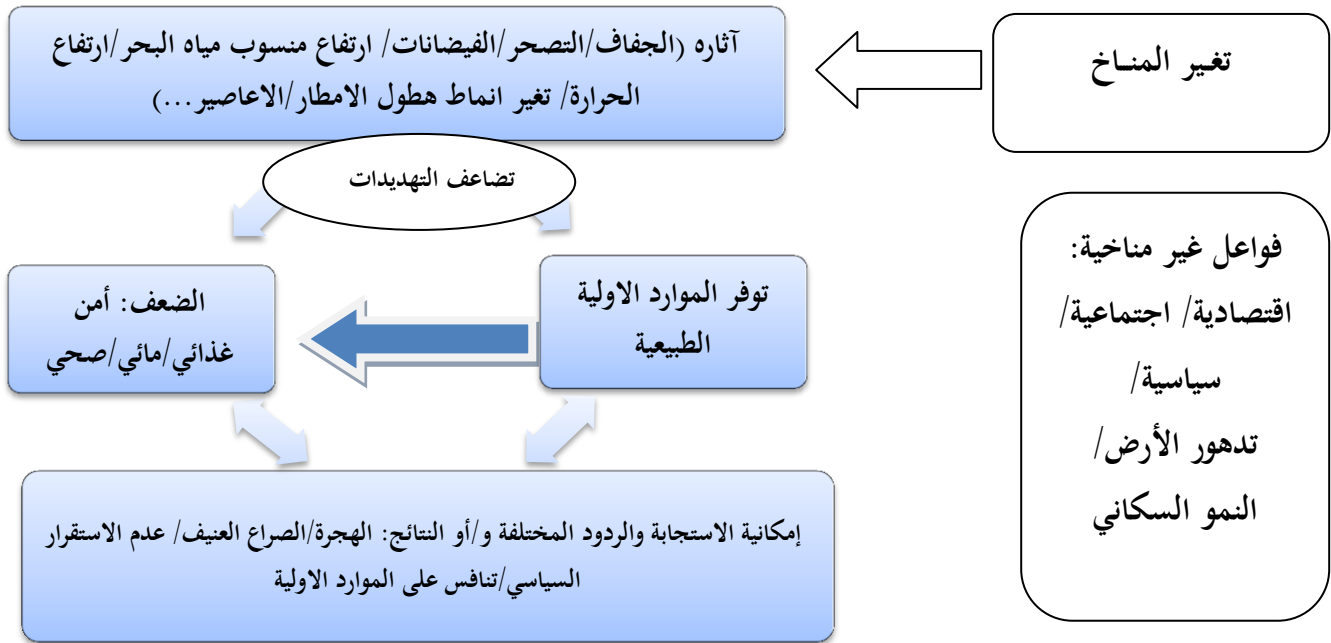 تغير المناخ
آثاره (الجفاف/التصحر/الفيضانات/ ارتفاع منسوب مياه البحر/ارتفاع
الحرارة/ تغير انماط هطول الامطار/الاعاصير...)
تضاعف التهديدات
فواعل غير مناخية:
اقتصادية/ اجتماعية/
سياسية/
تدهور الأرض/
النمو السكاني
توفر الموارد الاولية
الطبيعية
الضعف: أمن
غذائي/مائي/صحي
إمكانية الاستجابة والردود المختلفة و/أو النتائج: الهجرة/الصراع العنيف/ عدم الاستقرار
السياسي/تنافس على الموارد الاولية